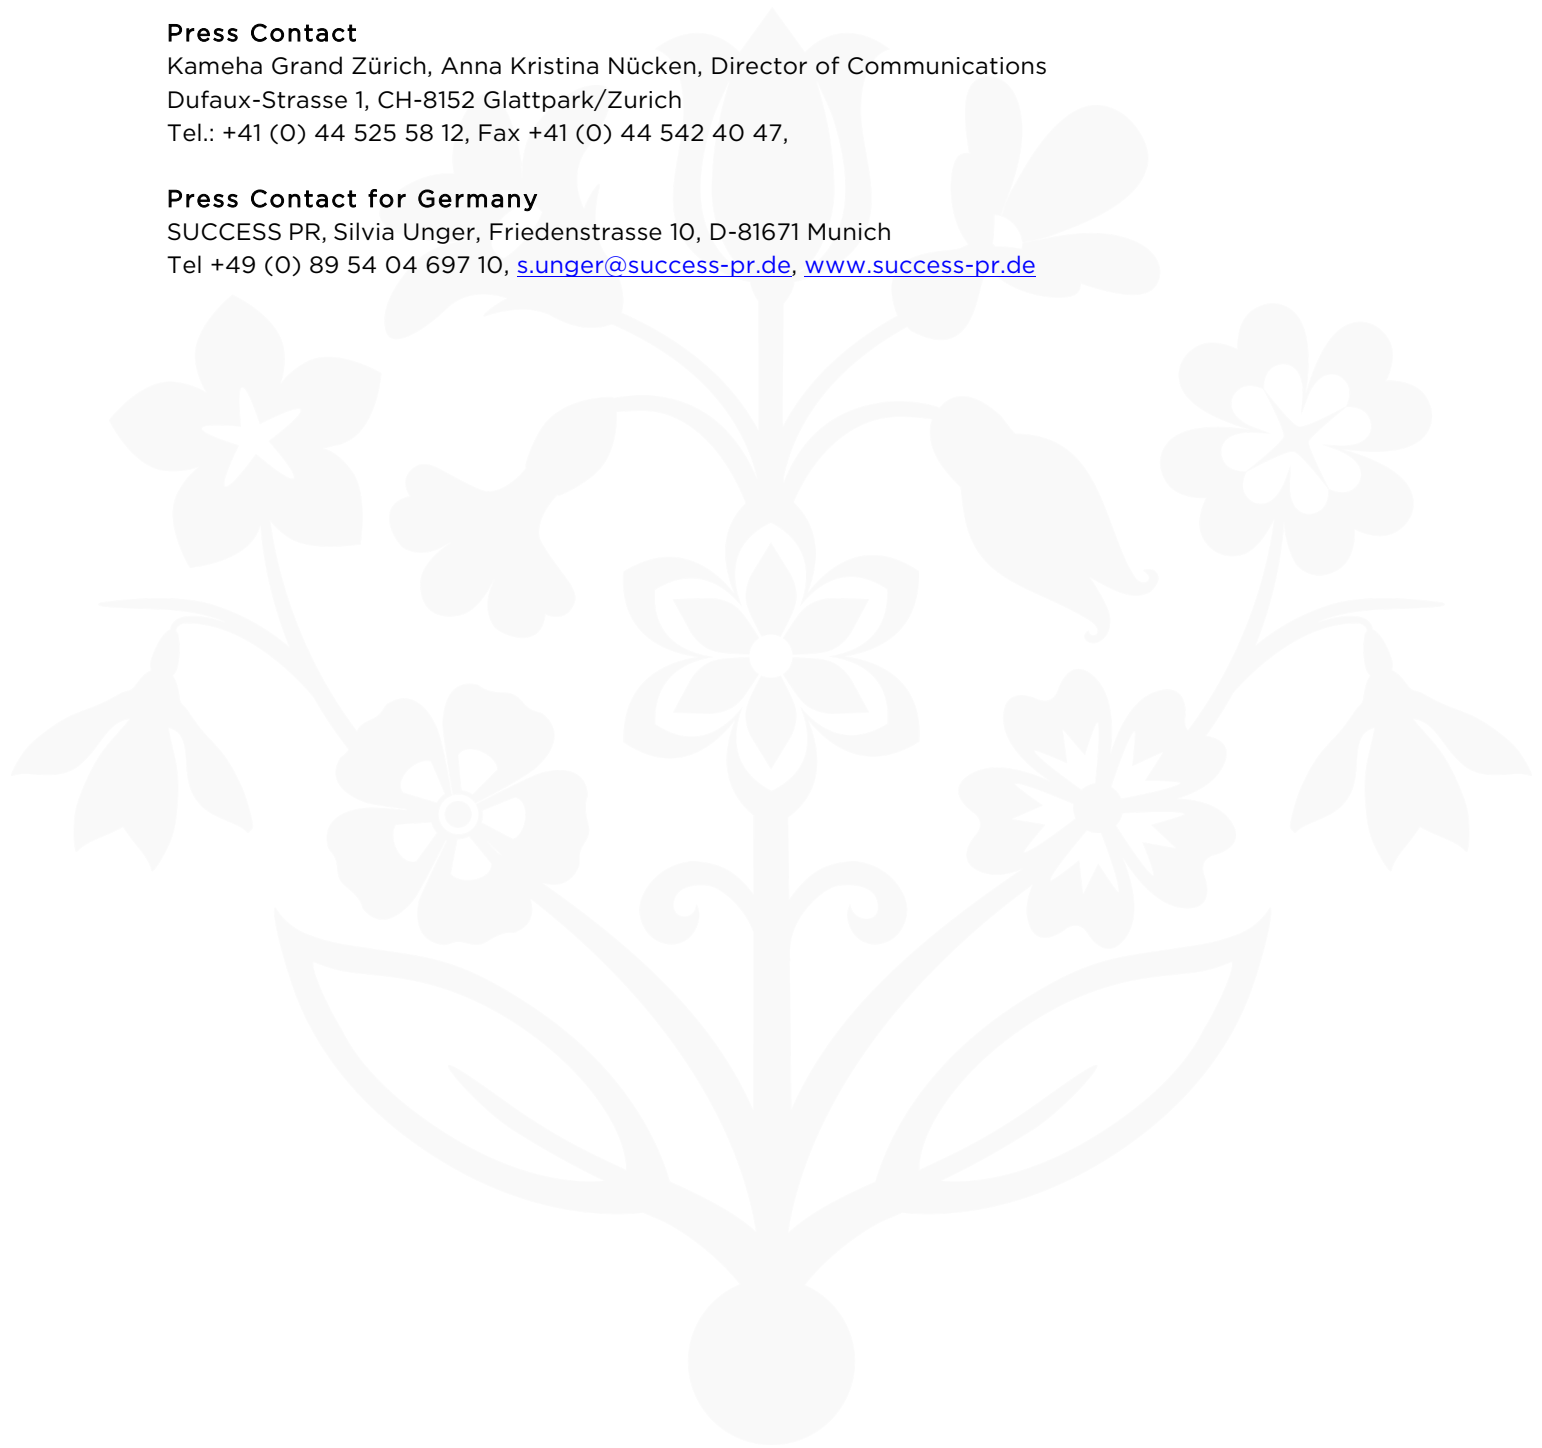 Press Contact
Kameha Grand Zürich, Anna Kristina Nücken, Director of Communications
Dufaux-Strasse 1, CH-8152 Glattpark/Zurich
Tel.: +41 (0) 44 525 58 12, Fax +41 (0) 44 542 40 47,
Press Contact for Germany
SUCCESS PR, Silvia Unger, Friedenstrasse 10, D-81671 Munich
Tel +49 (0) 89 54 04 697 10, s.unger@success-pr.de, www.success-pr.de